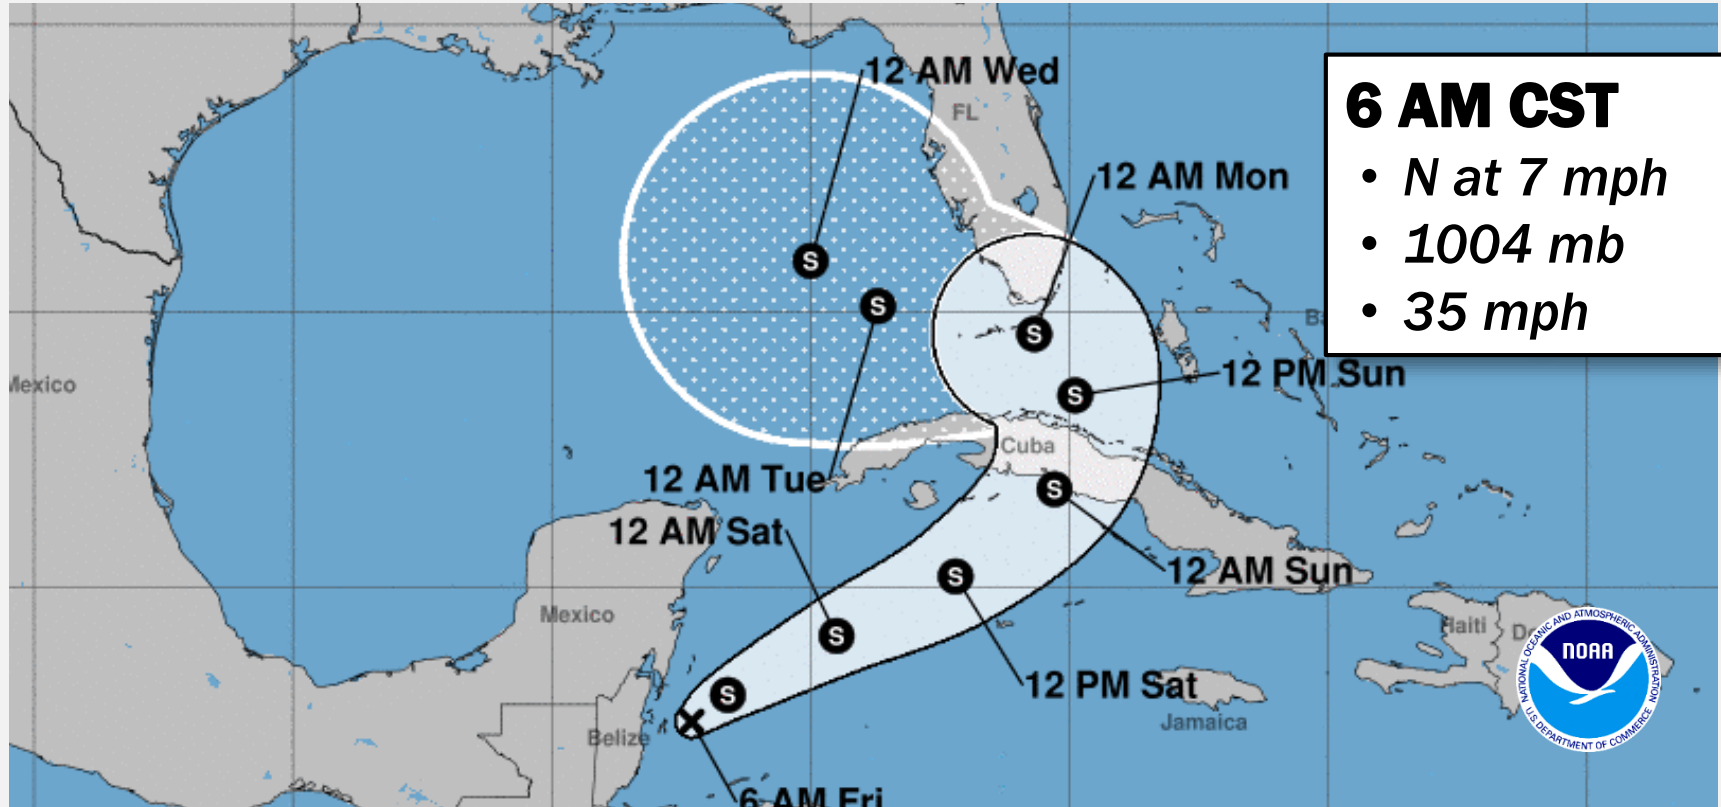 12 AM Wed
FL
6 AM CST
• N at 7 mph
• 1004 mb
• 35 mph
12 AM Mon
12 PM Sun
Mexico
Cuba
12 AM Tue
12 AM Sat
12 AM Sun
Mexico
Haiti
12 PM Sat
Jamaica
Belize
6 AM Fri
S
S
S
S
S
S
S
S
NATIONAL OCEANIC AND ATMOSPHERIC ADMINISTRATION
NOAA
U.S. DEPARTMENT OF COMMERCE